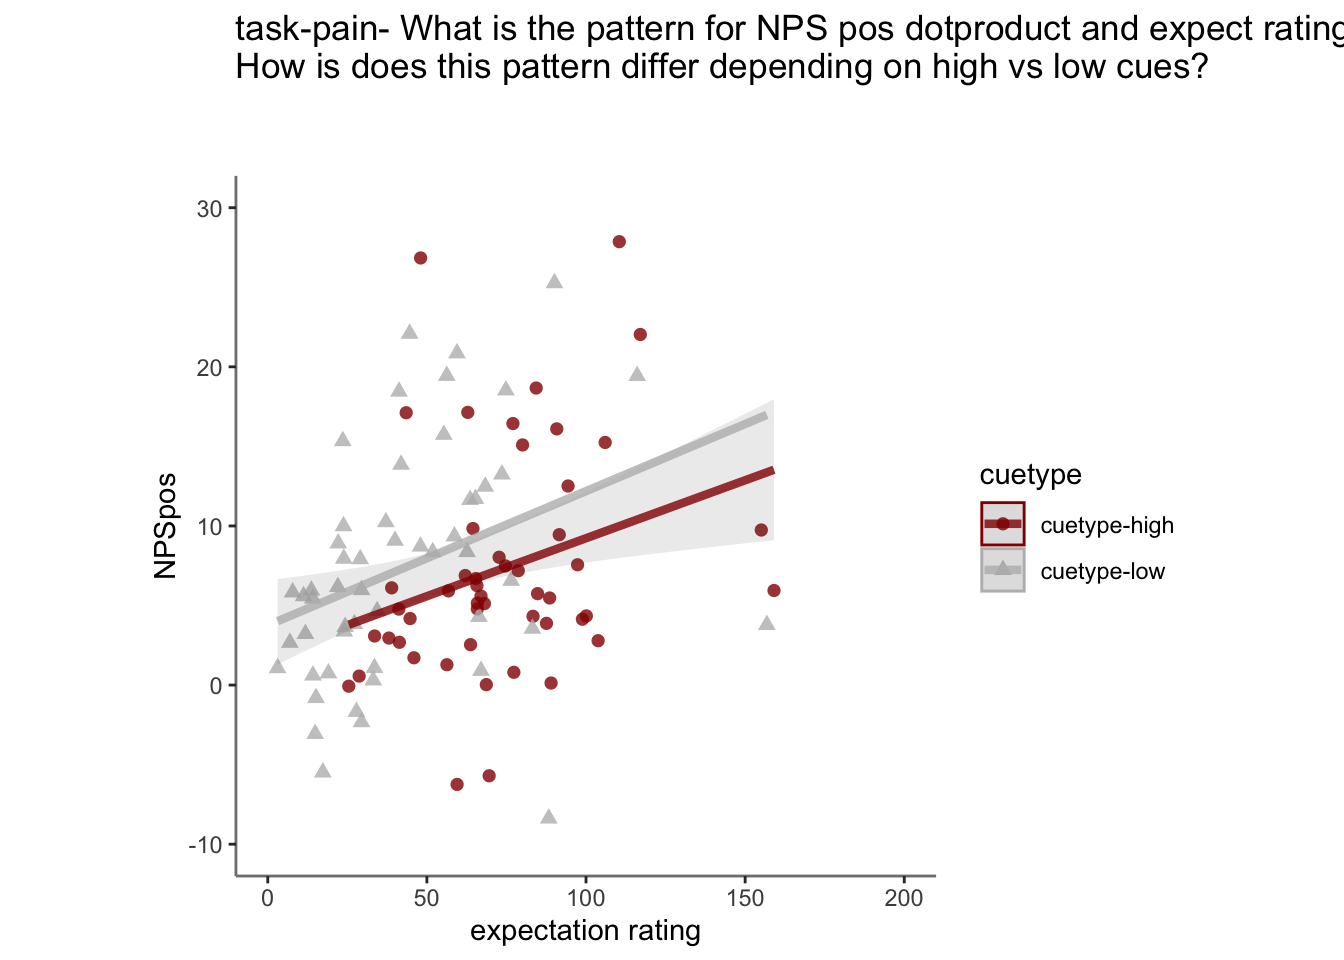 task-pain- What is the pattern for NPS pos dotproduct and expect rating
How is does this pattern differ depending on high vs low cues?
30
20
10
0
-10
NPSpos
0 50 100 150 200
expectation rating
cuetype
cuetype-high
cuetype-low